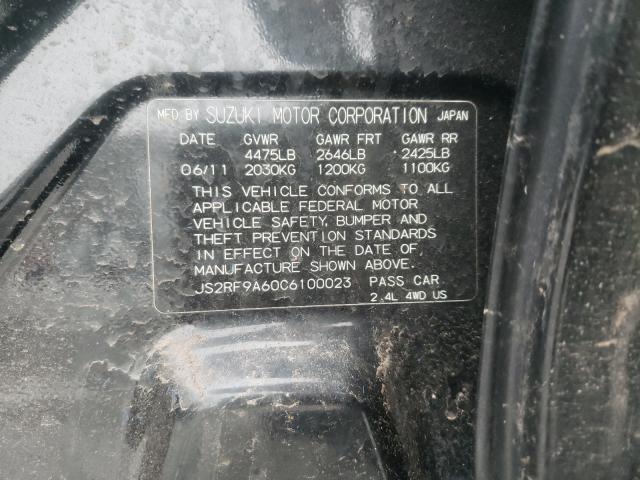 MFD BY SUZUKI MOTOR CORPORATION JAPAN
DATE GVWR GAWR FRT GAWR RR
4475LB 2646LB 2425LB
06/11 2030KG 1200KG 1100KG
THIS VEHICLE CONFORMS TO ALL
APPLICABLE FEDERAL MOTOR
VEHICLE SAFETY, BUMPER AND
THEFT PREVENTION STANDARDS
IN EFFECT ON THE DATE OF
MANUFACTURE SHOWN ABOVE.
JS2RF9A60C6100023 PASS CAR
2.4L 4WD US